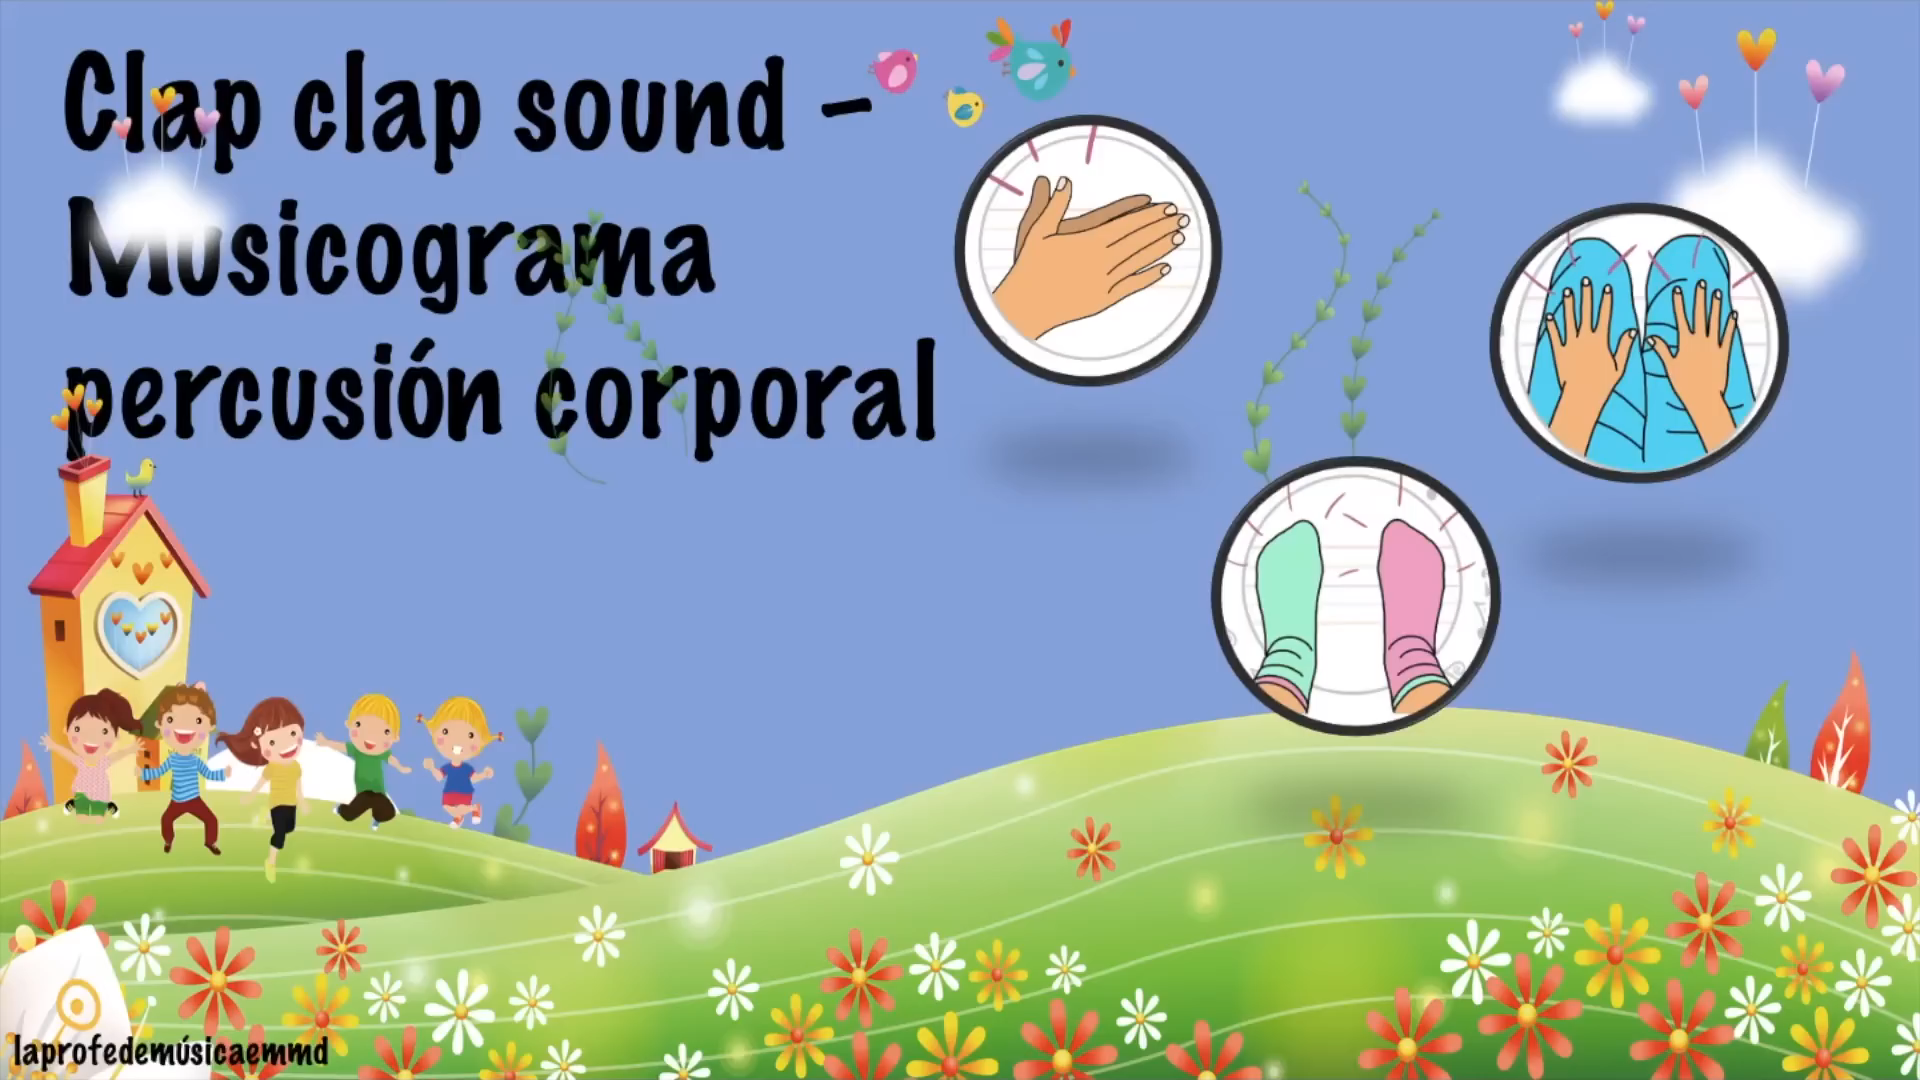 Clap clap sound -
Musicograma
percusión corporal
laprofedemúsicaemmd